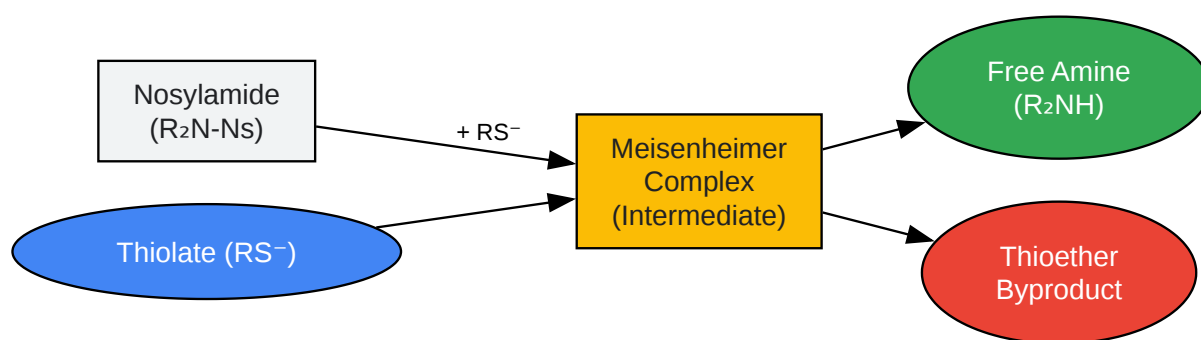 Nosylamide
(R₂N-Ns)
Thiolate (RS⁻)
+ RS⁻
Meisenheimer
Complex
(Intermediate)
Free Amine
(R₂NH)
Thioether
Byproduct